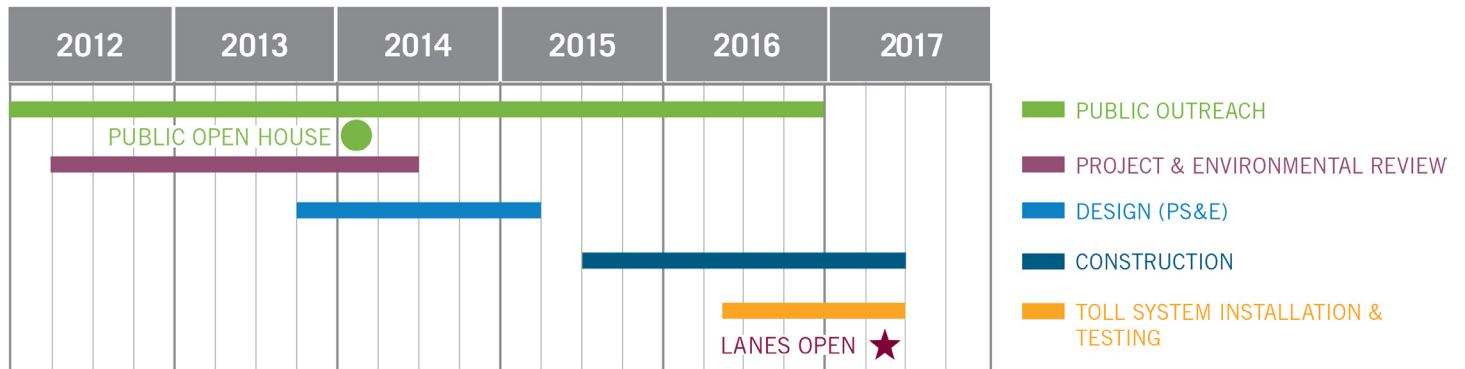 2012 2013 2014 2015 2016 2017
PUBLIC OUTREACH
PUBLIC OPEN HOUSE
PROJECT & ENVIRONMENTAL REVIEW
DESIGN (PS&E)
CONSTRUCTION
TOLL SYSTEM INSTALLATION &
TESTING
LANES OPEN